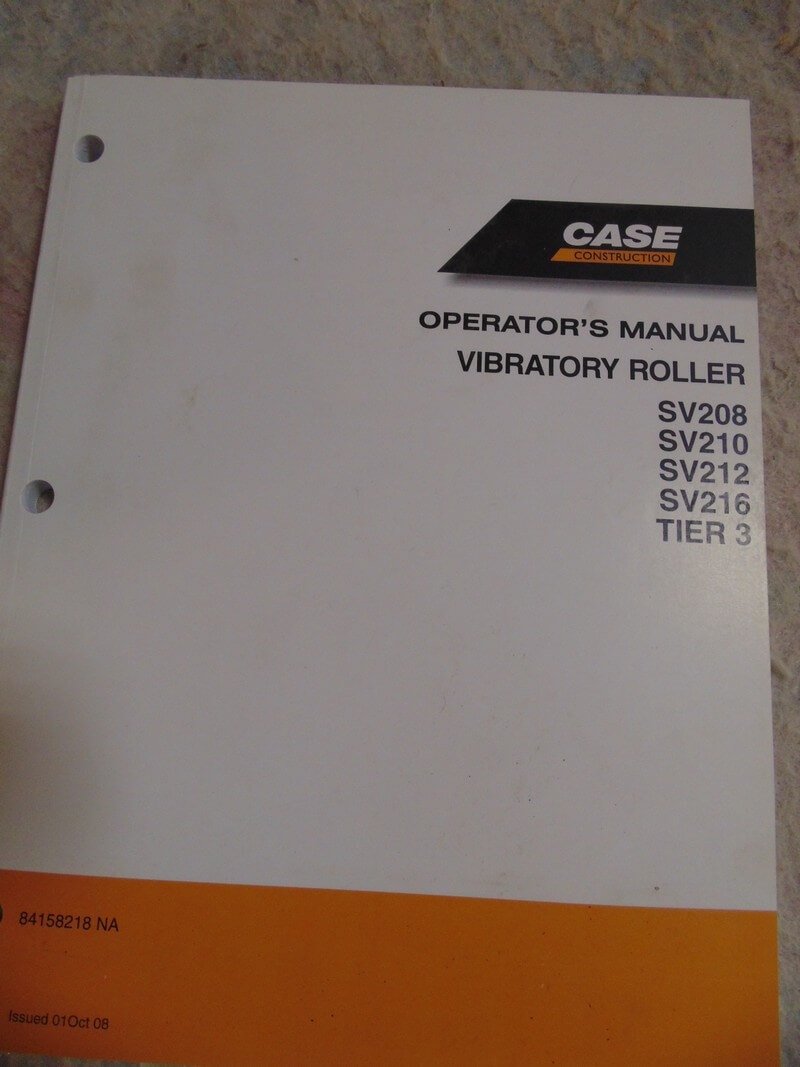 CASE
CONSTRUCTION
OPERATOR'S MANUAL
VIBRATORY ROLLER
SV208
SV210
SV212
SV216
TIER 3
84158218 NA
Issued 01Oct 08